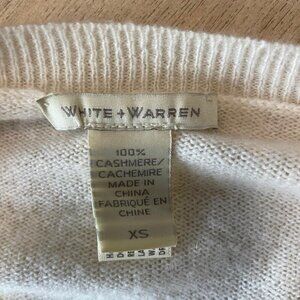 WHITE + WARREN
100%
CASHMERE/
CACHEMIRE
MADE IN
CHINA
FABRIQUÉ EN
CHINE
XS